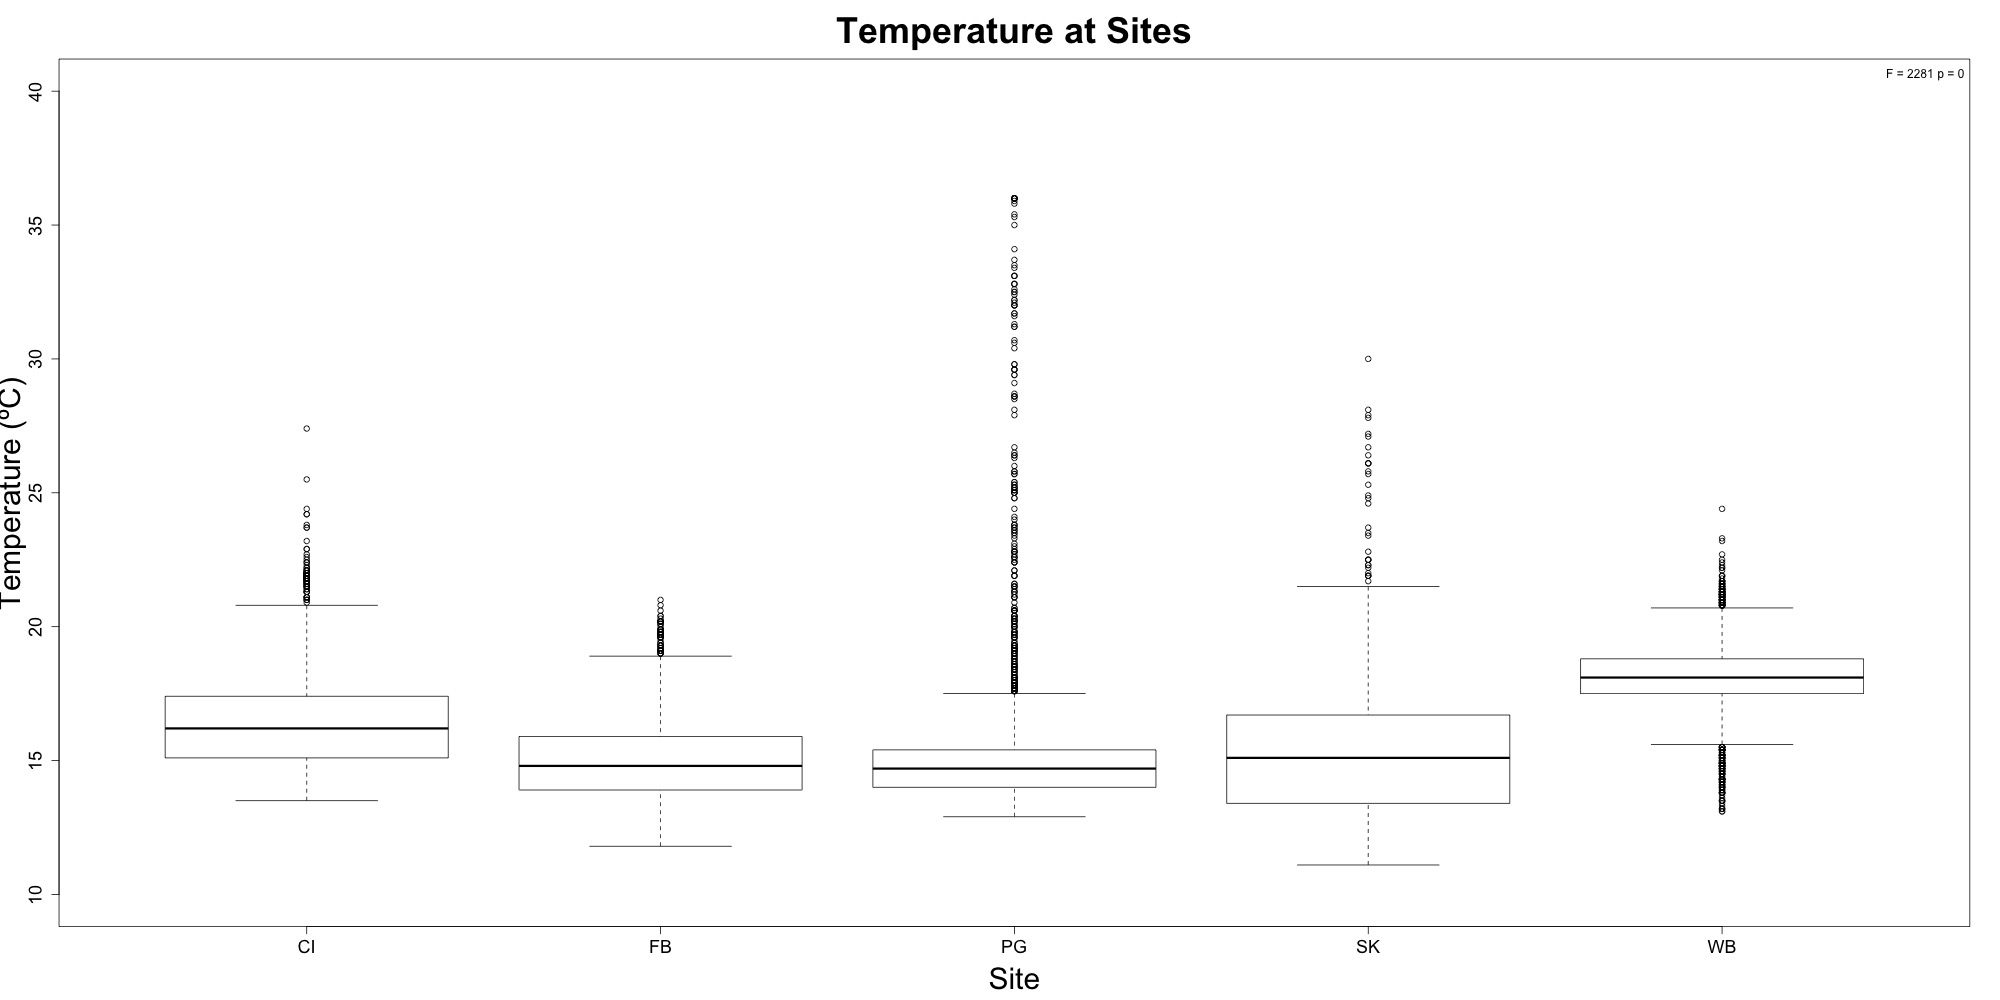 Temperature at Sites
F = 2281 p = 0
Temperature (ºC)
40
35
30
25
20
15
10
CI FB PG SK WB
Site